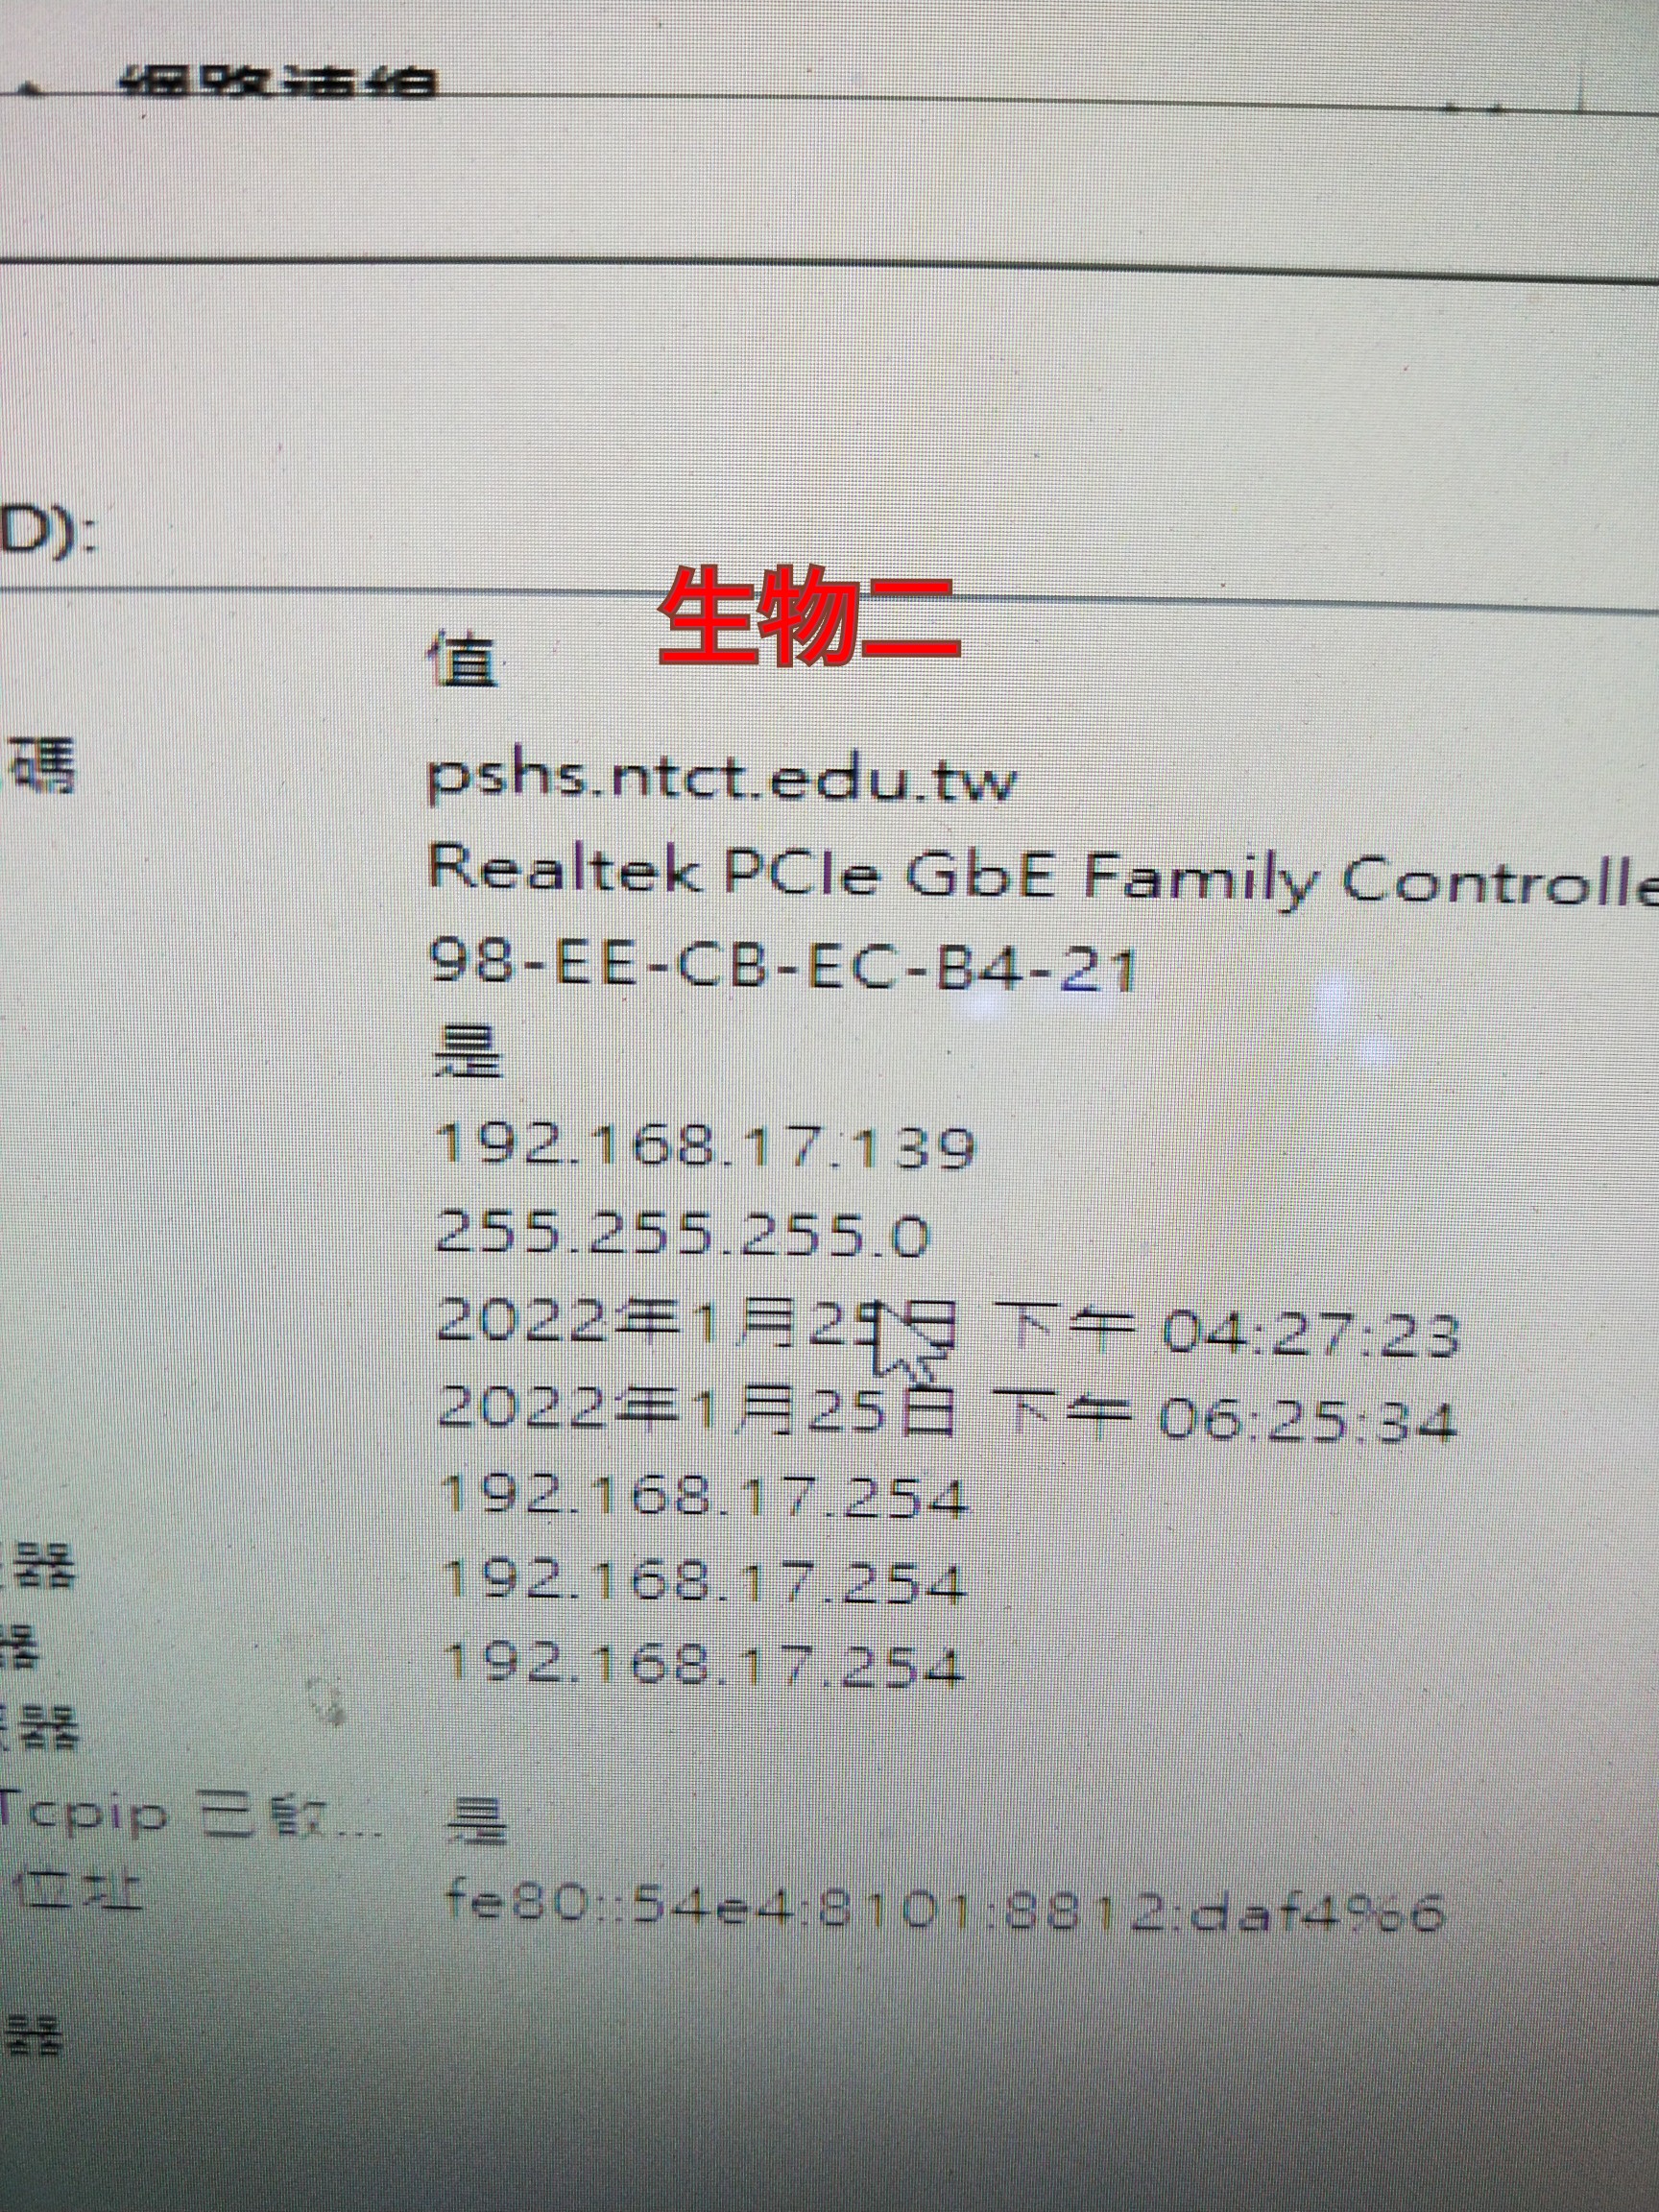 D):
生物二
值
碼 pshs.ntct.edu.tw
Realtek PCIe GbE Family Controlle
98-EE-CB-EC-B4-21
是
192.168.17.139
255.255.255.0
2022年1月25日 下午 04:27:23
2022年1月25日 下午 06:25:34
192.168.17.254
器 192.168.17.254
器 192.168.17.254
器
Tcpip 已啟... 是
位址 fe80::54e4:8101:8812:daf4%6
器